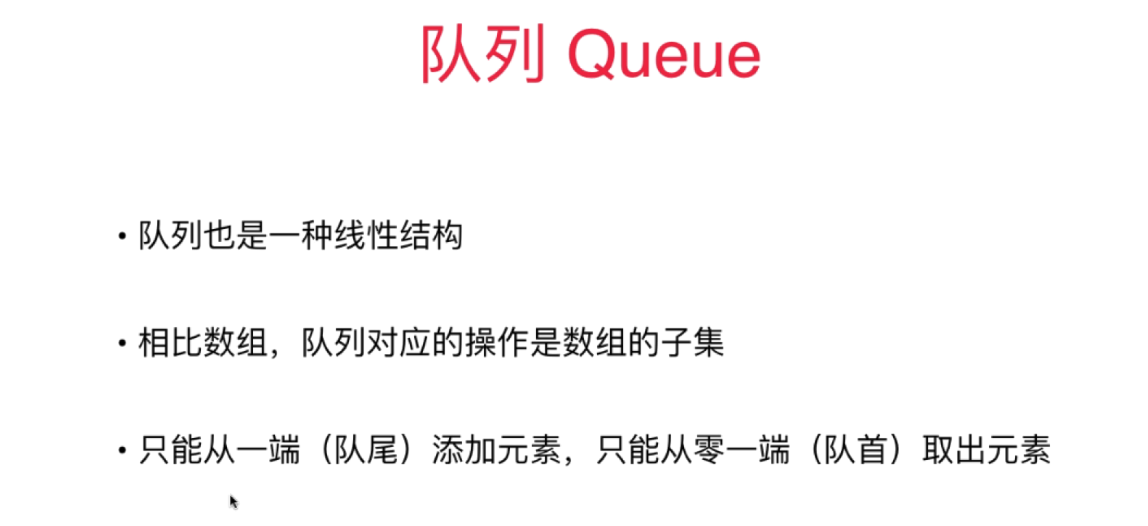 队列 Queue
• 队列也是一种线性结构
• 相比数组，队列对应的操作是数组的子集
• 只能从一端（队尾）添加元素，只能从零一端（队首）取出元素